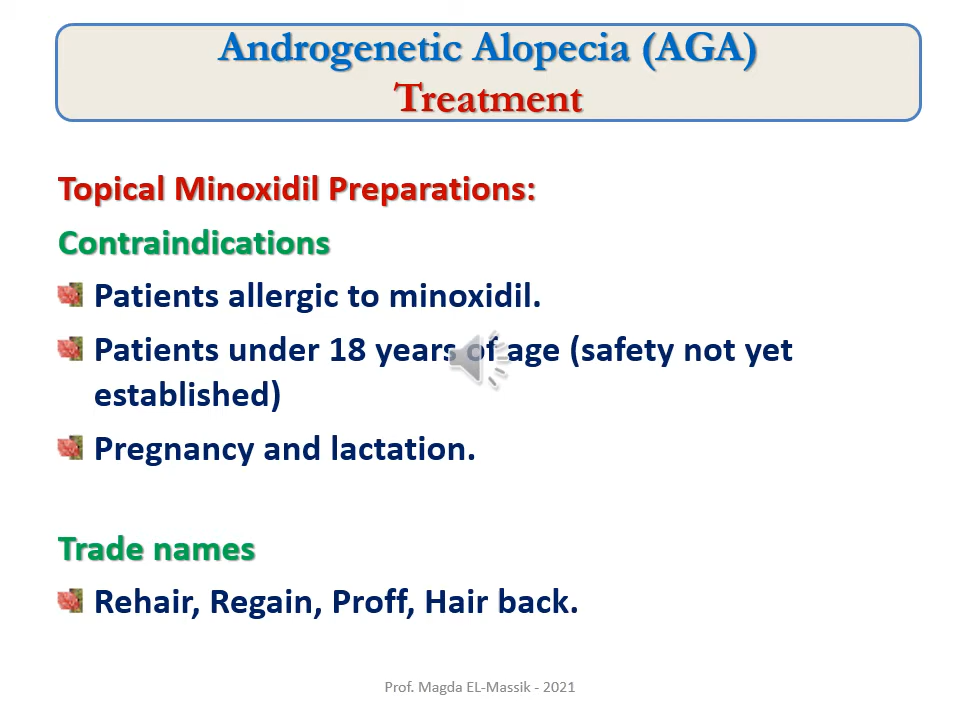 Androgenetic Alopecia (AGA)
Treatment
Topical Minoxidil Preparations:
Contraindications
Patients allergic to minoxidil.
Patients under 18 years of age (safety not yet
established)
Pregnancy and lactation.
Trade names
Rehair, Regain, Proff, Hair back.
Prof. Magda EL-Massik - 2021